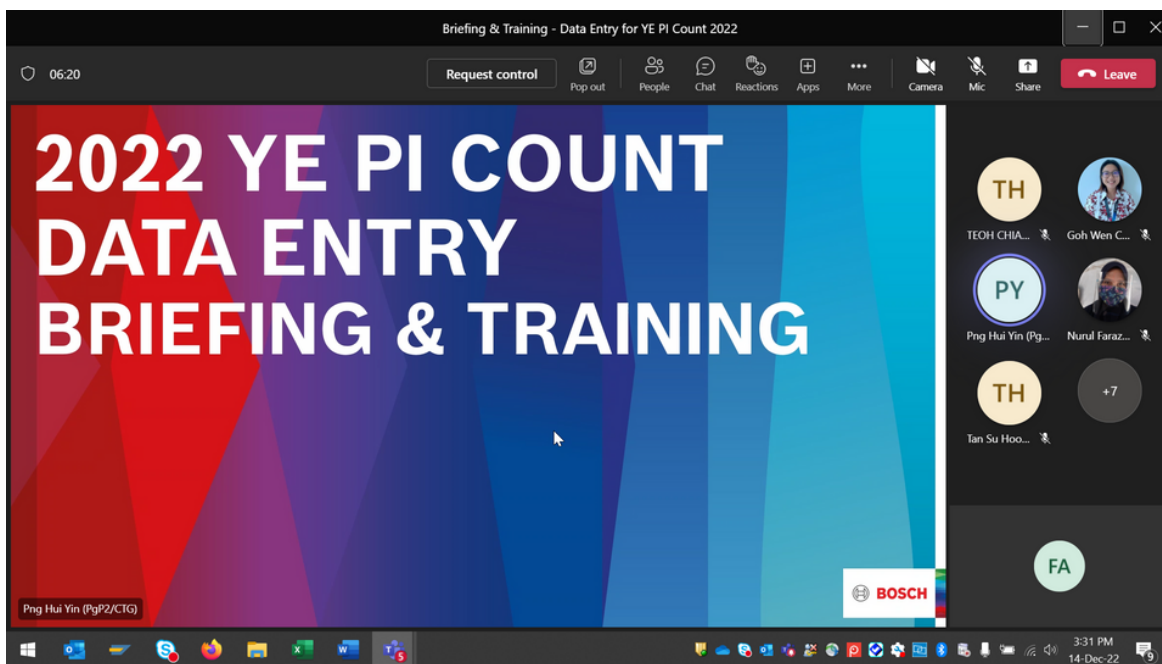 Briefing & Training - Data Entry for YE PI Count 2022
06:20
Request control
Pop out
People
Chat
Reactions
Apps
More
Camera
Mic
Share
Leave
2022 YE PI COUNT
DATA ENTRY
BRIEFING & TRAINING
TH
TEOH CHIA...
Goh Wen C...
PY
Png Hui Yin (Pg...
Nurul Faraz...
TH
+7
Tan Su Hoo...
FA
BOSCH
Png Hui Yin (PgP2/CTG)
3:31 PM
14-Dec-22
9